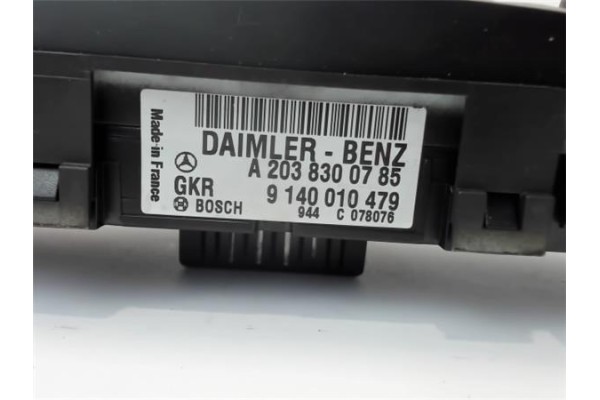 Made in France
DAIMLER - BENZ
A 203 830 07 85
GKR 9 140 010 479
BOSCH 944 C 078076